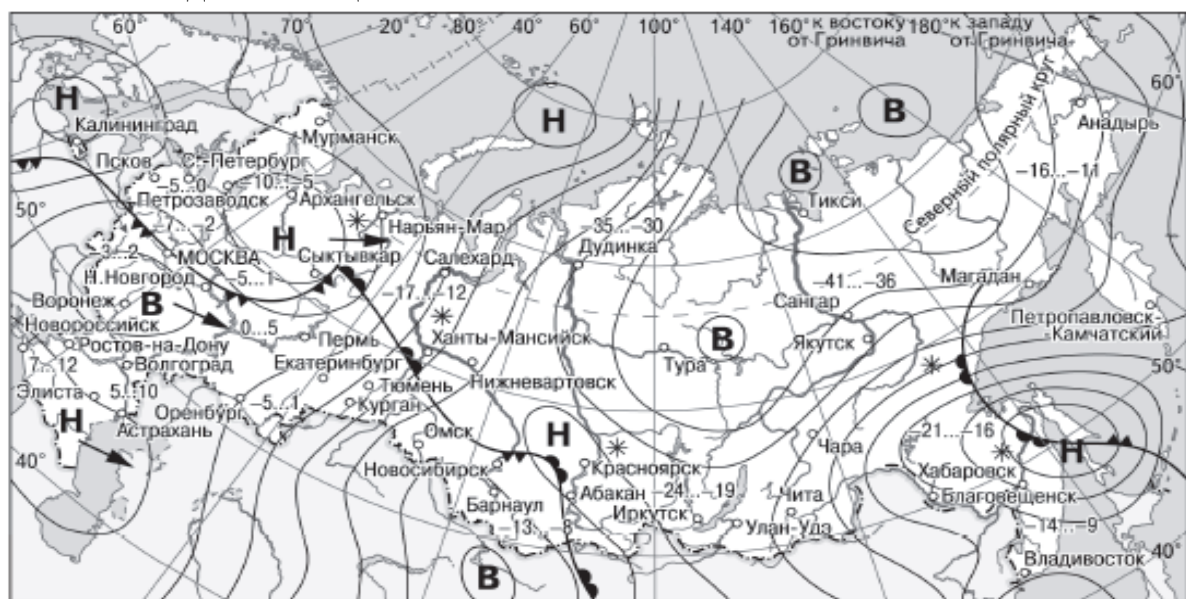 60° 70° 20° 80 40° 60° 100° 140° 160° к востоку от Гринвича 180° к западу от Гринвича
60°
Н
Калининград
Мурманск
Н
В
Анадырь
Псков
С.-Петербург
–5...0
–10...–5
Петрозаводск
Архангельск
В
Тикси
Северный полярный круг
–16...–11
50°
–7...–2
Н
Нарьян-Мар
–35...–30
Дудинка
–3...2
МОСКВА
Сыктывкар
Салехард
Н.Новгород
–5...1
–17...–12
–41...–36
Магадан
Воронеж
В
Сангар
Новороссийск
0...5
Ханты-Мансийск
Петропавловск-
Камчатский
Ростов-на-Дону
Пермь
Тура
В
Якутск
7...12
Волгоград
Екатеринбург
Нижневартовск
50°
Элиста
5...10
Тюмень
Н
Оренбург
–5...1
Курган
Астрахань
Омск
Н
Чара
–21...–16
Н
40°
Новосибирск
Красноярск
Хабаровск
Барнаул
Абакан
–24...–19
Чита
Благовещенск
–13...–8
Иркутск
Улан-Удэ
–14...–9
40°
В
Владивосток